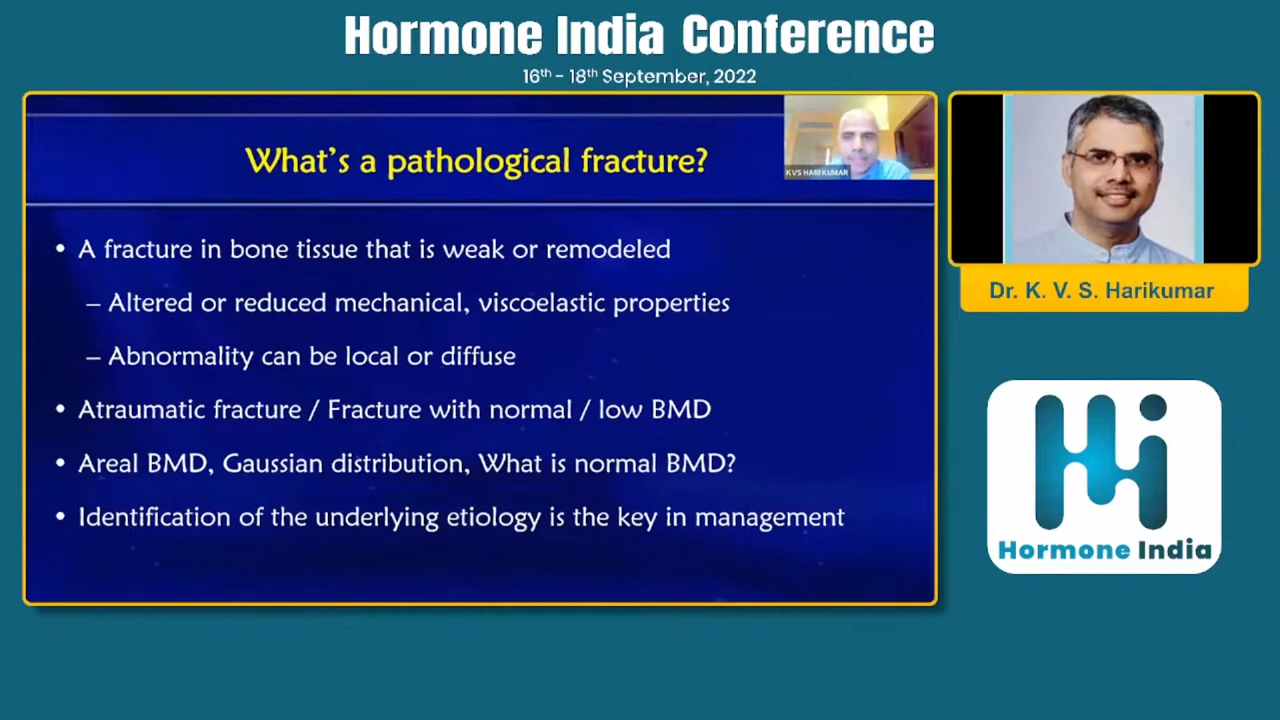 Hormone India Conference
16th - 18th September, 2022
What's a pathological fracture?
KVS HARIKUMAR
• A fracture in bone tissue that is weak or remodeled
– Altered or reduced mechanical, viscoelastic properties
– Abnormality can be local or diffuse
• Atraumatic fracture / Fracture with normal / low BMD
• Areal BMD, Gaussian distribution, What is normal BMD?
• Identification of the underlying etiology is the key in management
Dr. K. V. S. Harikumar
Hormone India